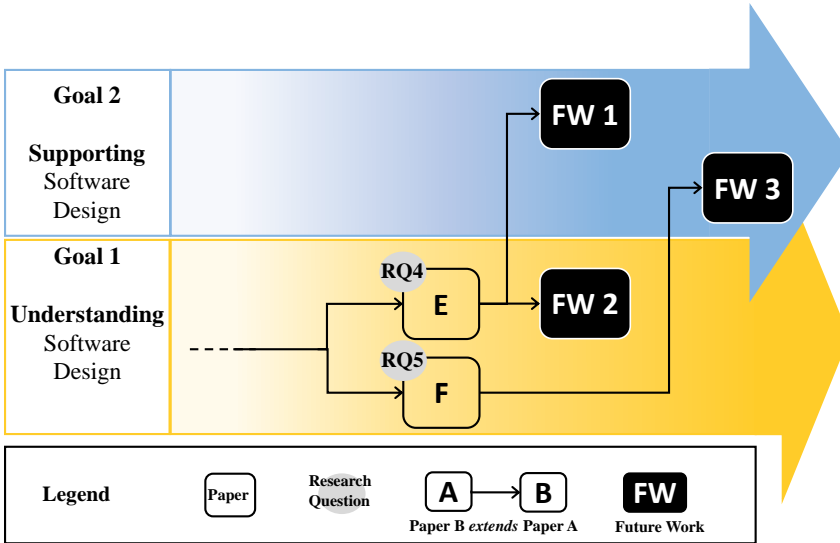 Goal 2
Supporting
Software
Design
FW 1
FW 3
Goal 1
Understanding
Software
Design
RQ4
E
FW 2
RQ5
F
Legend
Paper
Research
Question
A
B
Paper B extends Paper A
FW
Future Work